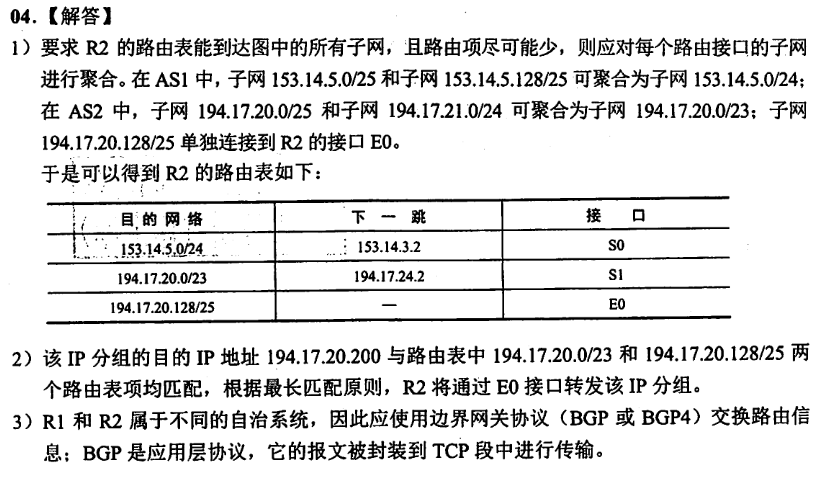 04.【解答】
1）要求 R2 的路由表能到达图中的所有子网，且路由项尽可能少，则应对每个路由接口的子网
进行聚合。在 AS1 中，子网 153.14.5.0/25 和子网 153.14.5.128/25 可聚合为子网 153.14.5.0/24；
在 AS2 中，子网 194.17.20.0/25 和子网 194.17.21.0/24 可聚合为子网 194.17.20.0/23；子网
194.17.20.128/25 单独连接到 R2 的接口 E0。
于是可以得到 R2 的路由表如下：
目的网络 下一跳 接口
153.14.5.0/24 153.14.3.2 S0
194.17.20.0/23 194.17.24.2 S1
194.17.20.128/25 — E0
2）该 IP 分组的目的 IP 地址 194.17.20.200 与路由表中 194.17.20.0/23 和 194.17.20.128/25 两
个路由表项均匹配，根据最长匹配原则，R2 将通过 E0 接口转发该 IP 分组。
3）R1 和 R2 属于不同的自治系统，因此应使用边界网关协议（BGP 或 BGP4）交换路由信
息；BGP 是应用层协议，它的报文被封装到 TCP 段中进行传输。